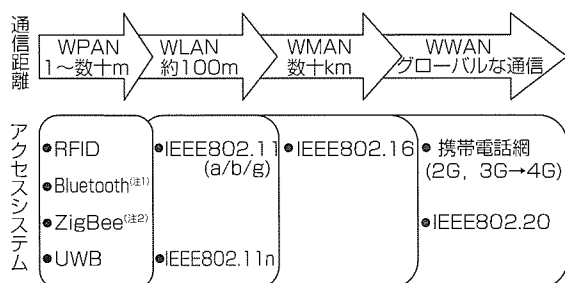 通信距離
WPAN
1～数十m
WLAN
約100m
WMAN
数十km
WWAN
グローバルな通信
アクセスシステム
●RFID
●Bluetooth(注1)
●ZigBee(注2)
●UWB
●IEEE802.11
(a/b/g)
●IEEE802.11n
●IEEE802.16
●携帯電話網
(2G, 3G→4G)
●IEEE802.20